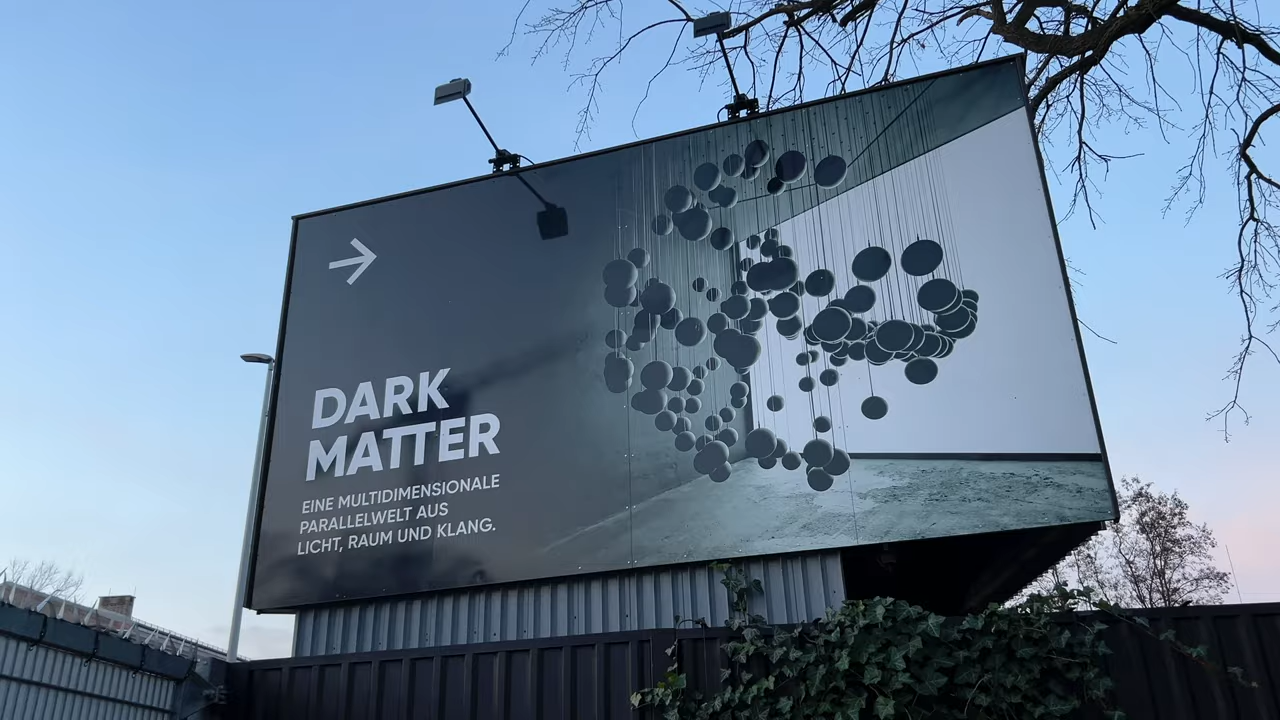 DARK
MATTER
EINE MULTIDIMENSIONALE
PARALLELWELT AUS
LICHT, RAUM UND KLANG.